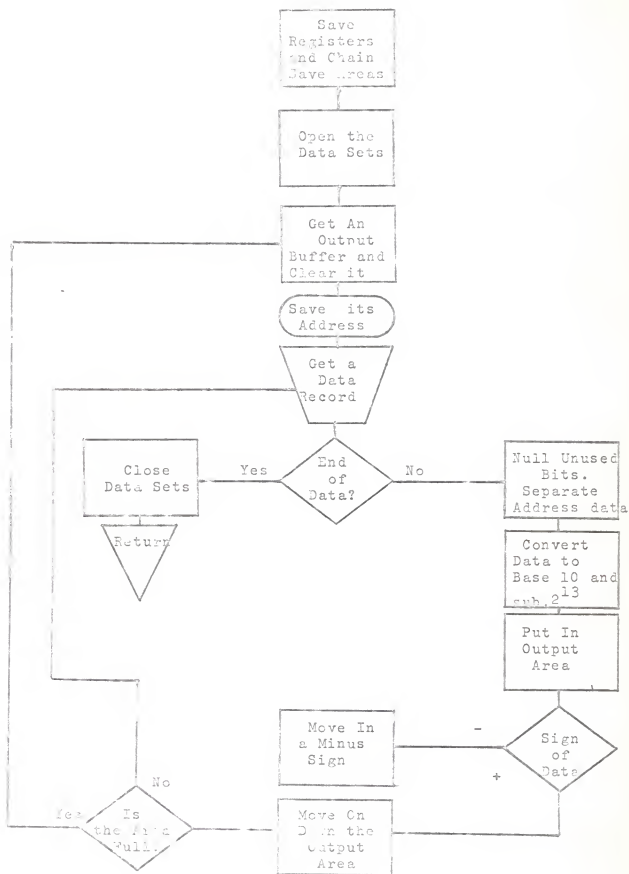 Save
Registers
and Chain
Save Areas
Open the
Data Sets
Get An
Output
Buffer and
Clear it
Save its
Address
Get a
Data
Record
End
of
Data?
Yes
No
Close
Data Sets
Return
Null Unused
Bits.
Separate
Address data
Convert
Data to
Base 10 and
sub.2¹³
Put In
Output
Area
Sign
of
Data
-
+
Move In
a Minus
Sign
Move On
Down the
Output
Area
Is
the Area
Full?
No
Yes